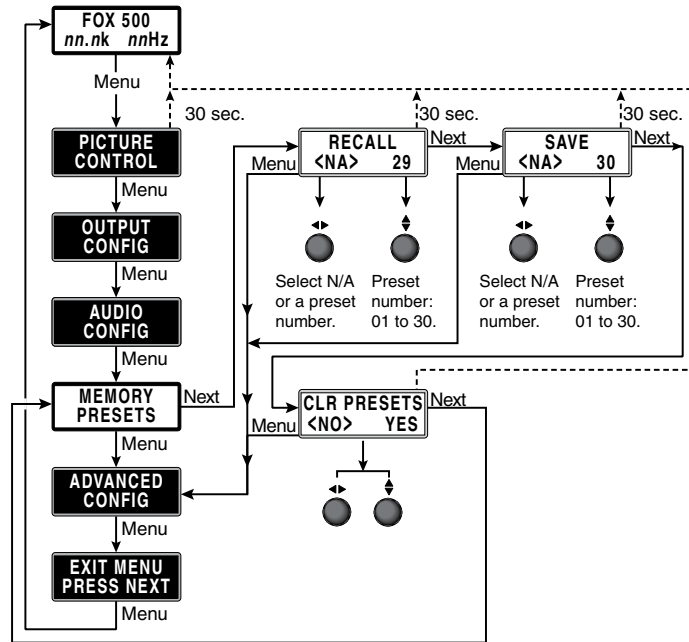 FOX 500
nn.nk nnHz
Menu
30 sec.
30 sec.
30 sec.
PICTURE
CONTROL
Menu
RECALL
<NA> 29
Menu
Next
SAVE
<NA> 30
Menu
Next
OUTPUT
CONFIG
Menu
Select N/A
or a preset
number.
Preset
number:
01 to 30.
Select N/A
or a preset
number.
Preset
number:
01 to 30.
AUDIO
CONFIG
Menu
MEMORY
PRESETS
Next
Menu
CLR PRESETS
<NO> YES
Menu
Next
ADVANCED
CONFIG
Menu
EXIT MENU
PRESS NEXT
Menu